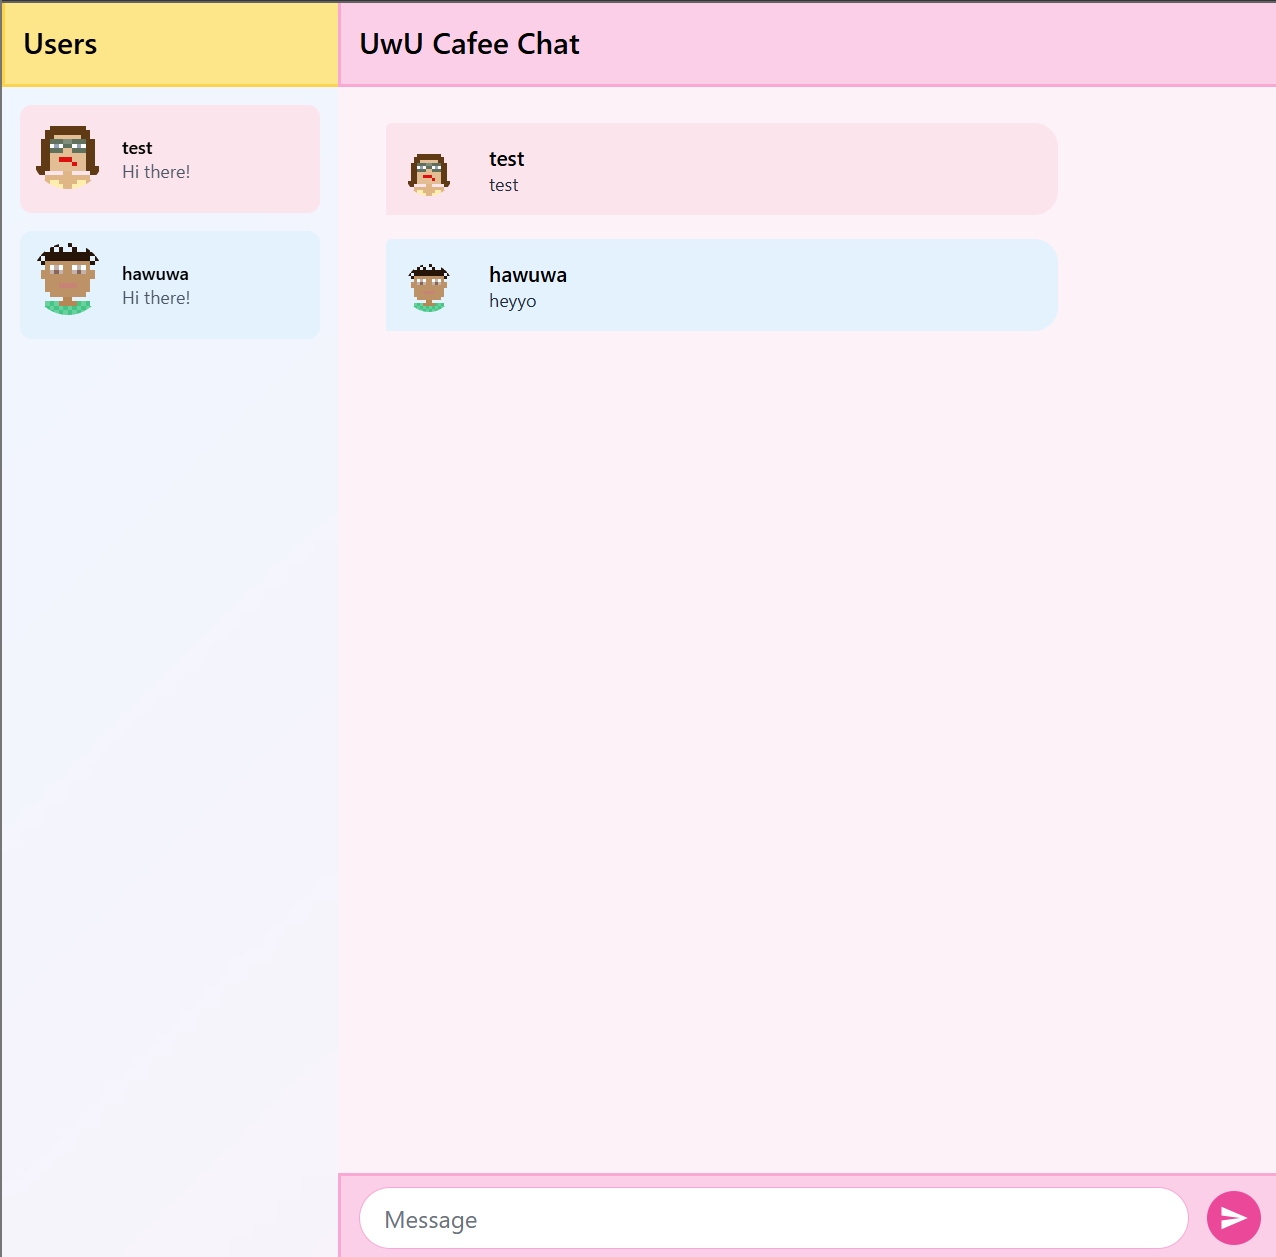 Users
test
Hi there!
hawuwa
Hi there!
UwU Cafee Chat
test
test
hawuwa
heyyo
Message